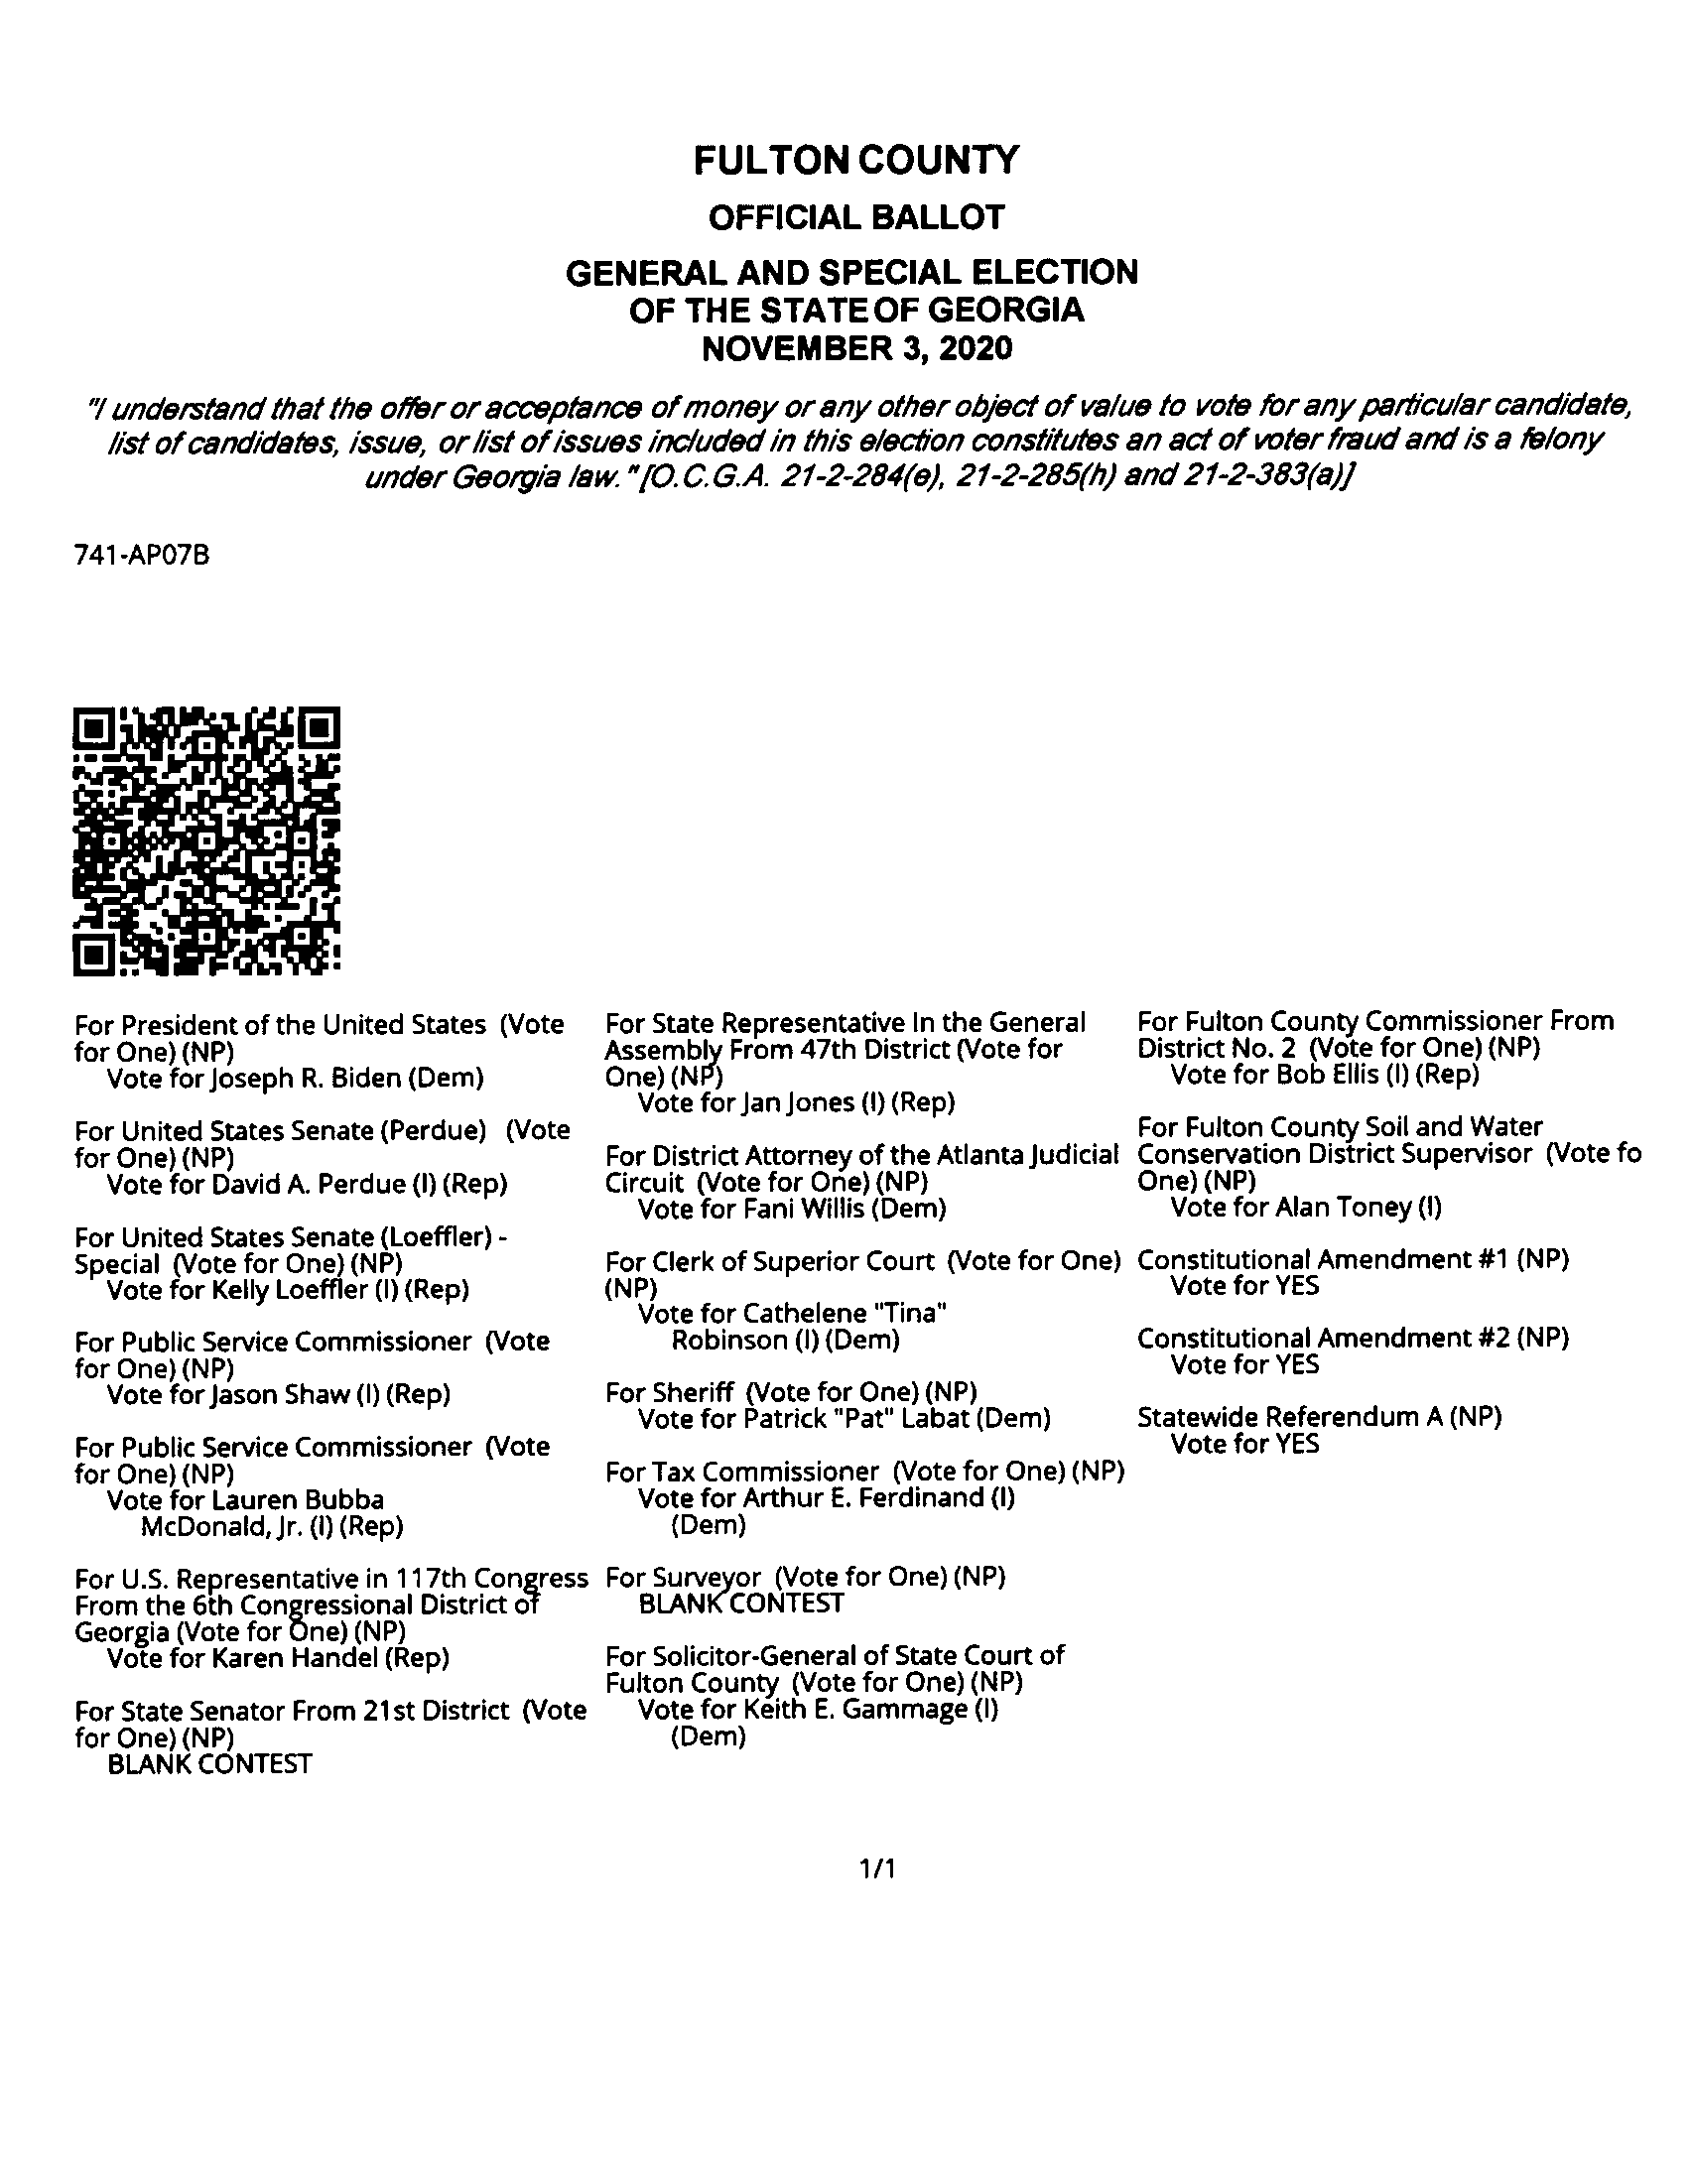 FULTON COUNTY
OFFICIAL BALLOT
GENERAL AND SPECIAL ELECTION
OF THE STATE OF GEORGIA
NOVEMBER 3, 2020
"I understand that the offer or acceptance of money or any other object of value to vote for any particular candidate,
list of candidates, issue, or list of issues included in this election constitutes an act of voter fraud and is a felony
under Georgia law." [O.C.G.A. 21-2-284(e), 21-2-285(h) and 21-2-383(a)]
741-AP07B
For President of the United States (Vote
for One) (NP)
Vote for Joseph R. Biden (Dem)
For United States Senate (Perdue) (Vote
for One) (NP)
Vote for David A. Perdue (I) (Rep)
For United States Senate (Loeffler) -
Special (Vote for One) (NP)
Vote for Kelly Loeffler (I) (Rep)
For Public Service Commissioner (Vote
for One) (NP)
Vote for Jason Shaw (I) (Rep)
For Public Service Commissioner (Vote
for One) (NP)
Vote for Lauren Bubba
McDonald, Jr. (I) (Rep)
For U.S. Representative in 117th Congress
From the 6th Congressional District of
Georgia (Vote for One) (NP)
Vote for Karen Handel (Rep)
For State Senator From 21st District (Vote
for One) (NP)
BLANK CONTEST
For State Representative In the General
Assembly From 47th District (Vote for
One) (NP)
Vote for Jan Jones (I) (Rep)
For District Attorney of the Atlanta Judicial
Circuit (Vote for One) (NP)
Vote for Fani Willis (Dem)
For Clerk of Superior Court (Vote for One)
(NP)
Vote for Cathelene "Tina"
Robinson (I) (Dem)
For Sheriff (Vote for One) (NP)
Vote for Patrick "Pat" Labat (Dem)
For Tax Commissioner (Vote for One) (NP)
Vote for Arthur E. Ferdinand (I)
(Dem)
For Surveyor (Vote for One) (NP)
BLANK CONTEST
For Solicitor-General of State Court of
Fulton County (Vote for One) (NP)
Vote for Keith E. Gammage (I)
(Dem)
For Fulton County Commissioner From
District No. 2 (Vote for One) (NP)
Vote for Bob Ellis (I) (Rep)
For Fulton County Soil and Water
Conservation District Supervisor (Vote fo
One) (NP)
Vote for Alan Toney (I)
Constitutional Amendment #1 (NP)
Vote for YES
Constitutional Amendment #2 (NP)
Vote for YES
Statewide Referendum A (NP)
Vote for YES
1/1